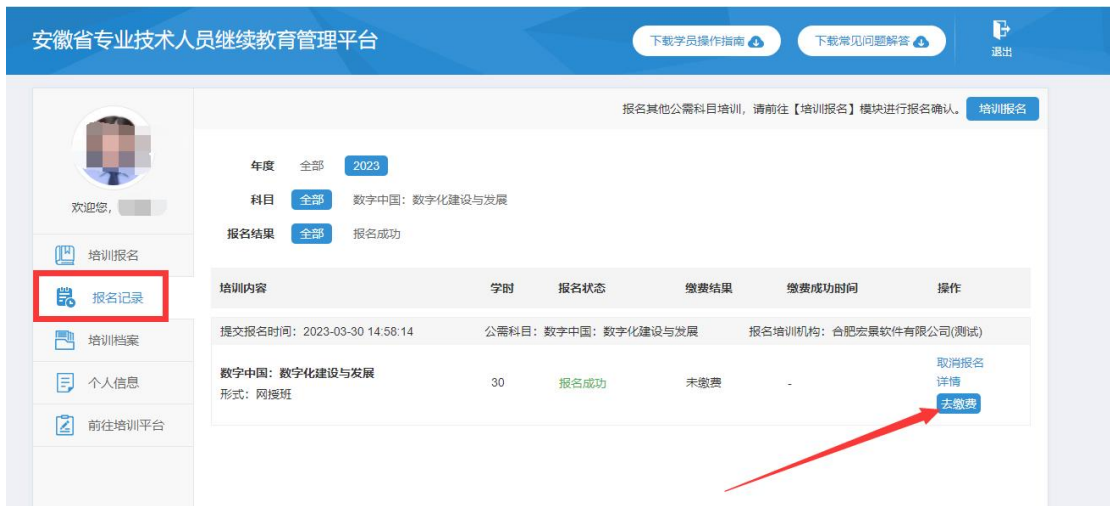 安徽省专业技术人员继续教育管理平台 下载学员操作指南 下载常见问题解答 退出
报名其他公需科目培训，请前往【培训报名】模块进行报名确认。 培训报名
欢迎您，
培训报名
报名记录
培训档案
个人信息
前往培训平台
年度 全部 2023
科目 全部 数字中国：数字化建设与发展
报名结果 全部 报名成功
培训内容 学时 报名状态 缴费结果 缴费成功时间 操作
提交报名时间：2023-03-30 14:58:14 公需科目：数字中国：数字化建设与发展 报名培训机构：合肥宏景软件有限公司(测试)
数字中国：数字化建设与发展
形式：网授班
30 报名成功 未缴费 -
取消报名
详情
去缴费